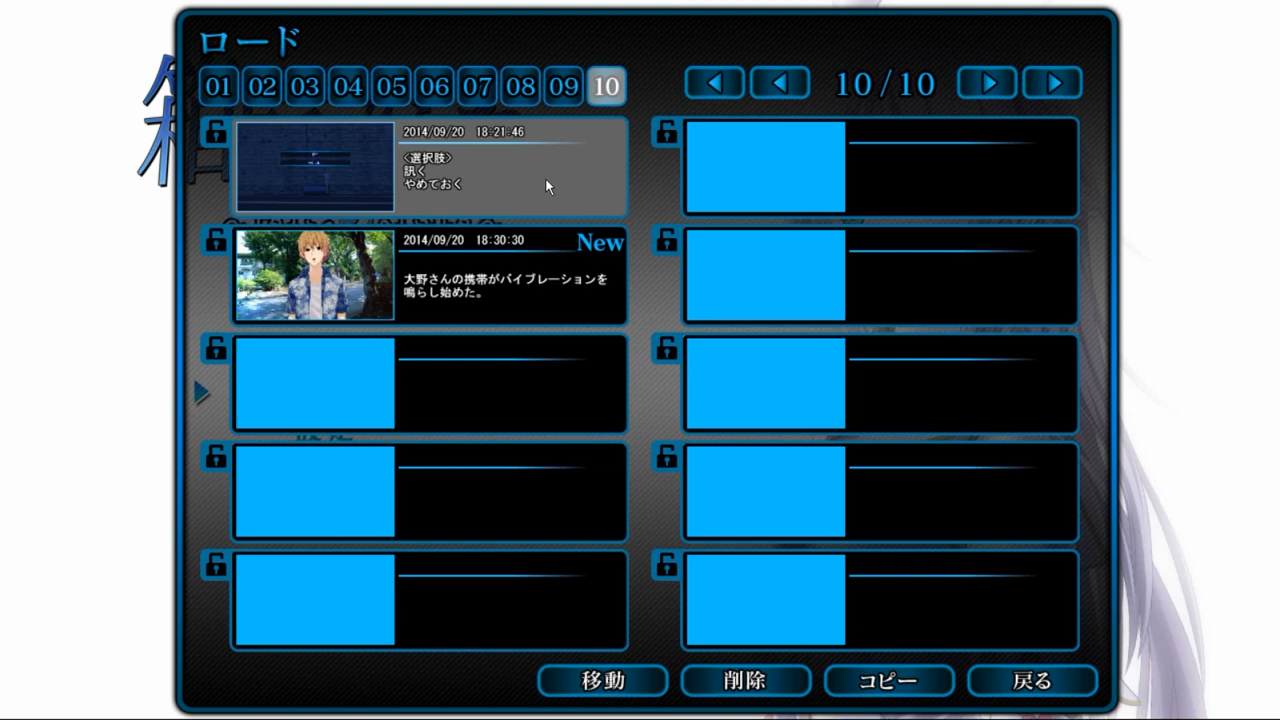 ロード
01 02 03 04 05 06 07 08 09 10
10/10
2014/09/20 18:21:46
<選択肢>
訊く
やめておく
2014/09/20 18:30:30 New
大野さんの携帯がバイブレーションを
鳴らし始めた。
移動 削除 コピー 戻る